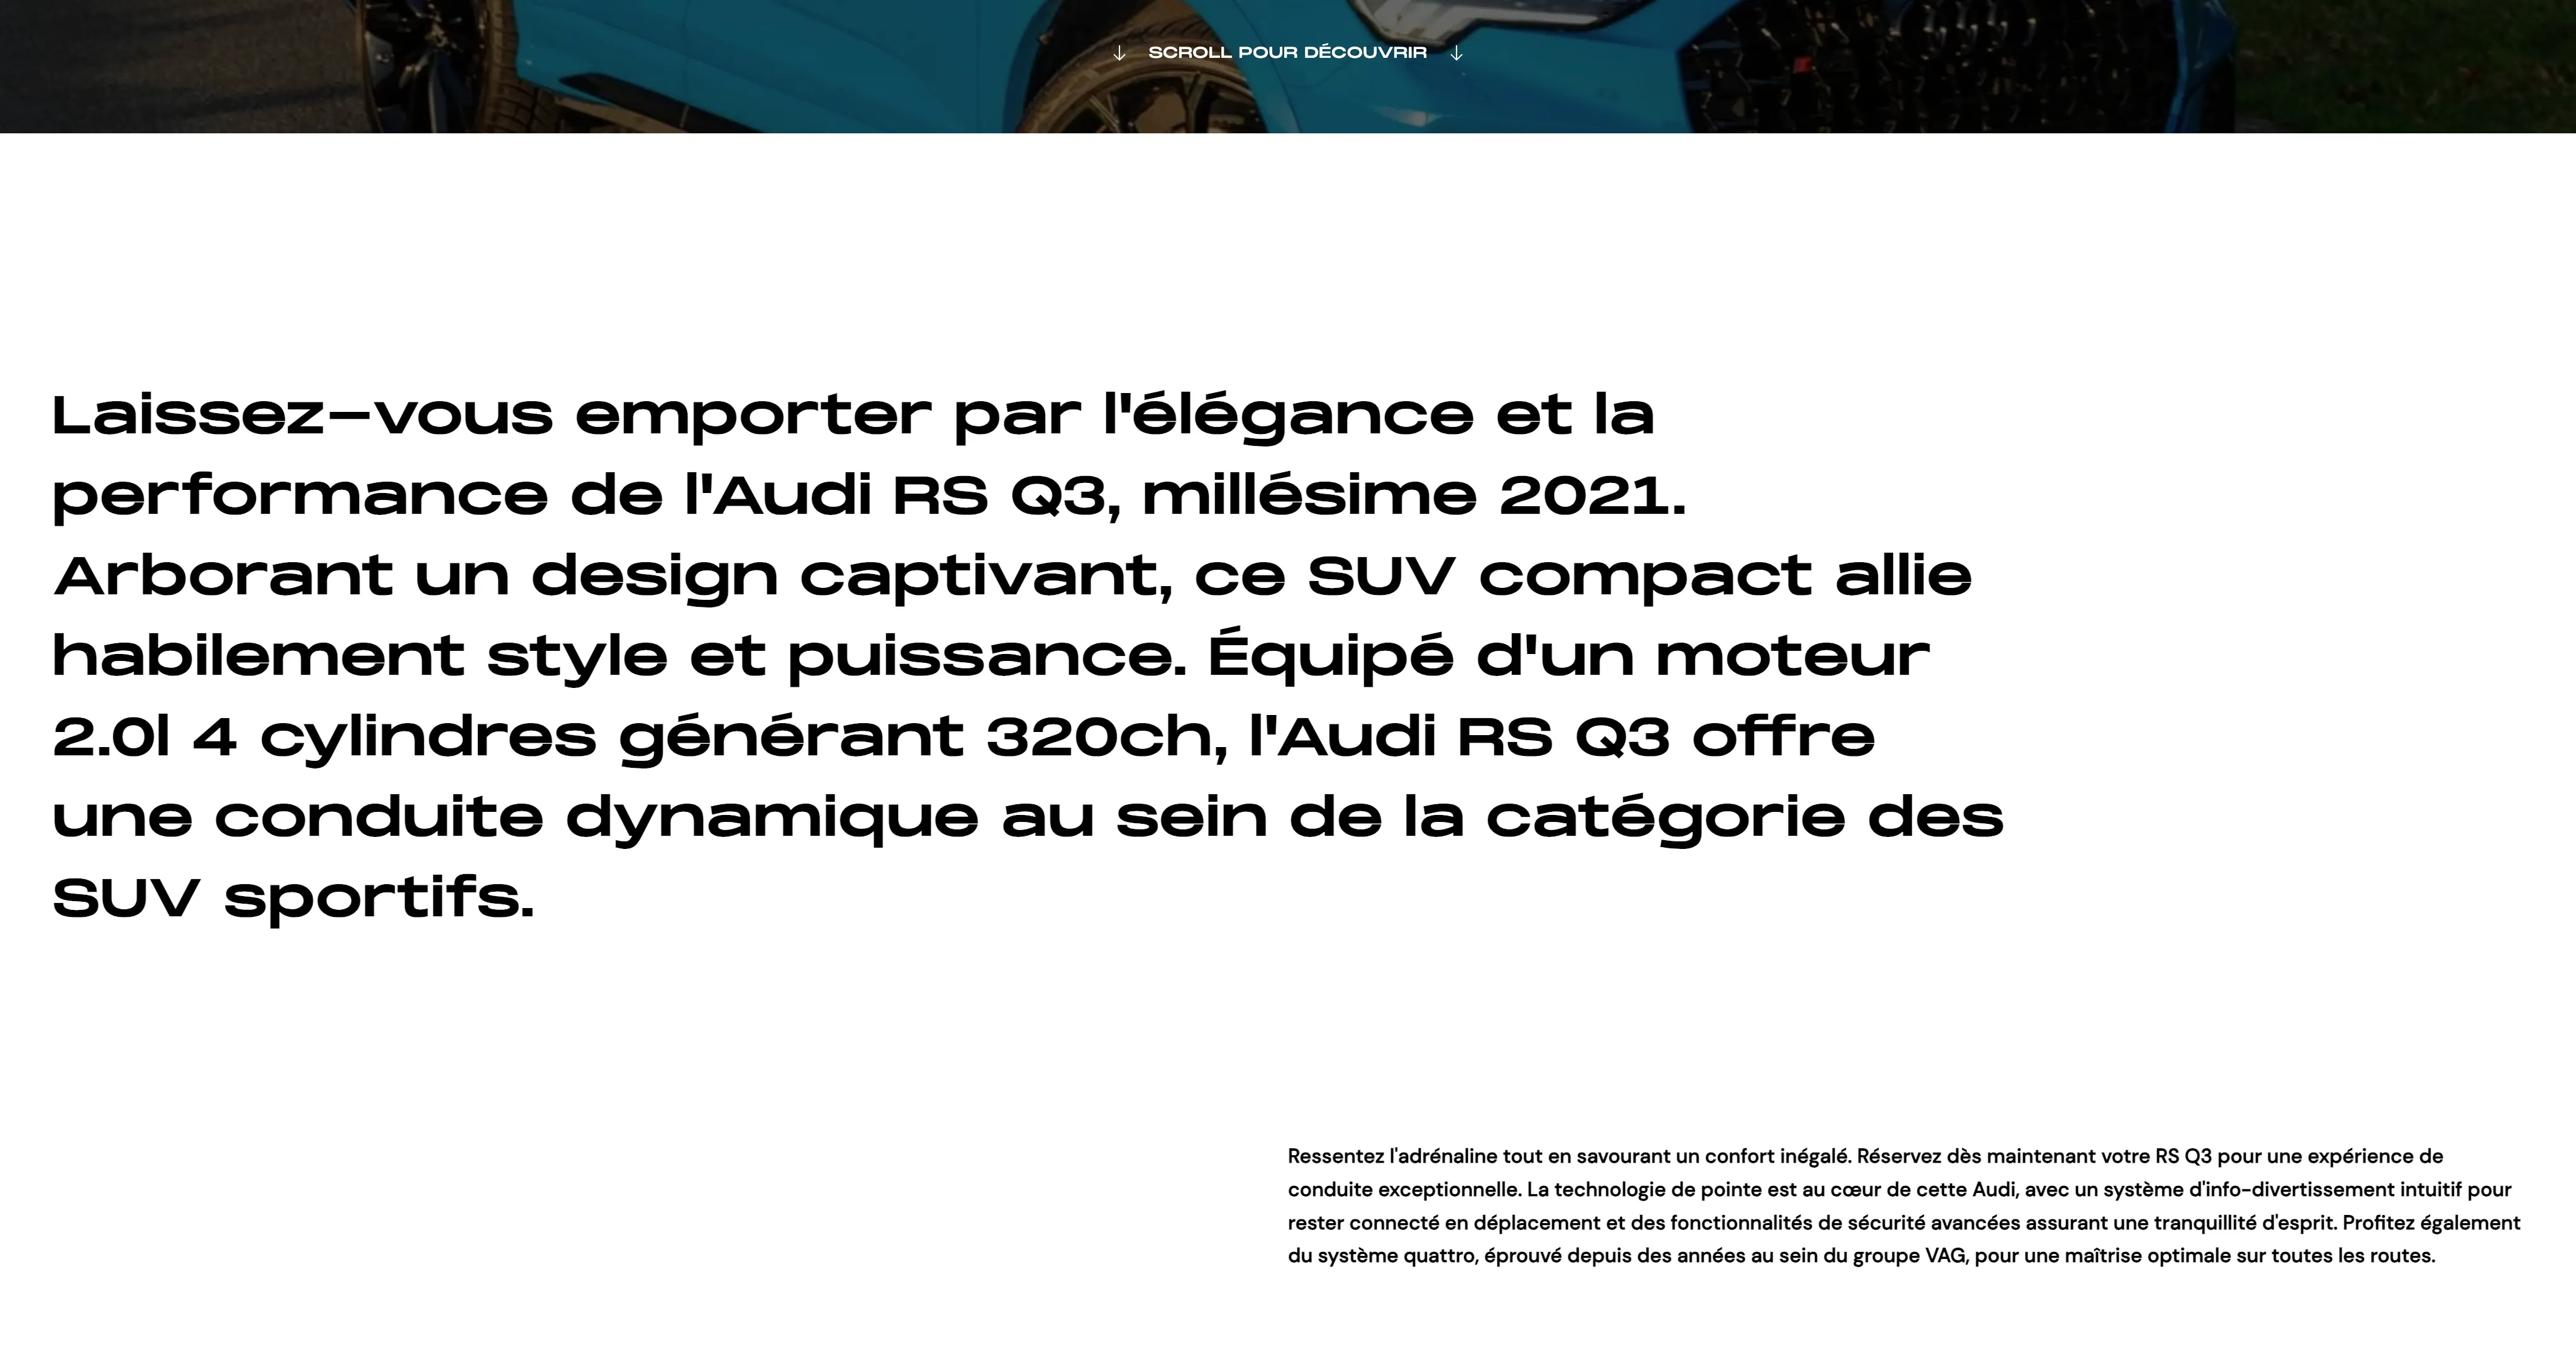 ↓ SCROLL POUR DÉCOUVRIR ↓
Laissez-vous emporter par l'élégance et la
performance de l'Audi RS Q3, millésime 2021.
Arborant un design captivant, ce SUV compact allie
habilement style et puissance. Équipé d'un moteur
2.0l 4 cylindres générant 320ch, l'Audi RS Q3 offre
une conduite dynamique au sein de la catégorie des
SUV sportifs.
Ressentez l'adrénaline tout en savourant un confort inégalé. Réservez dès maintenant votre RS Q3 pour une expérience de
conduite exceptionnelle. La technologie de pointe est au cœur de cette Audi, avec un système d'info-divertissement intuitif pour
rester connecté en déplacement et des fonctionnalités de sécurité avancées assurant une tranquillité d'esprit. Profitez également
du système quattro, éprouvé depuis des années au sein du groupe VAG, pour une maîtrise optimale sur toutes les routes.